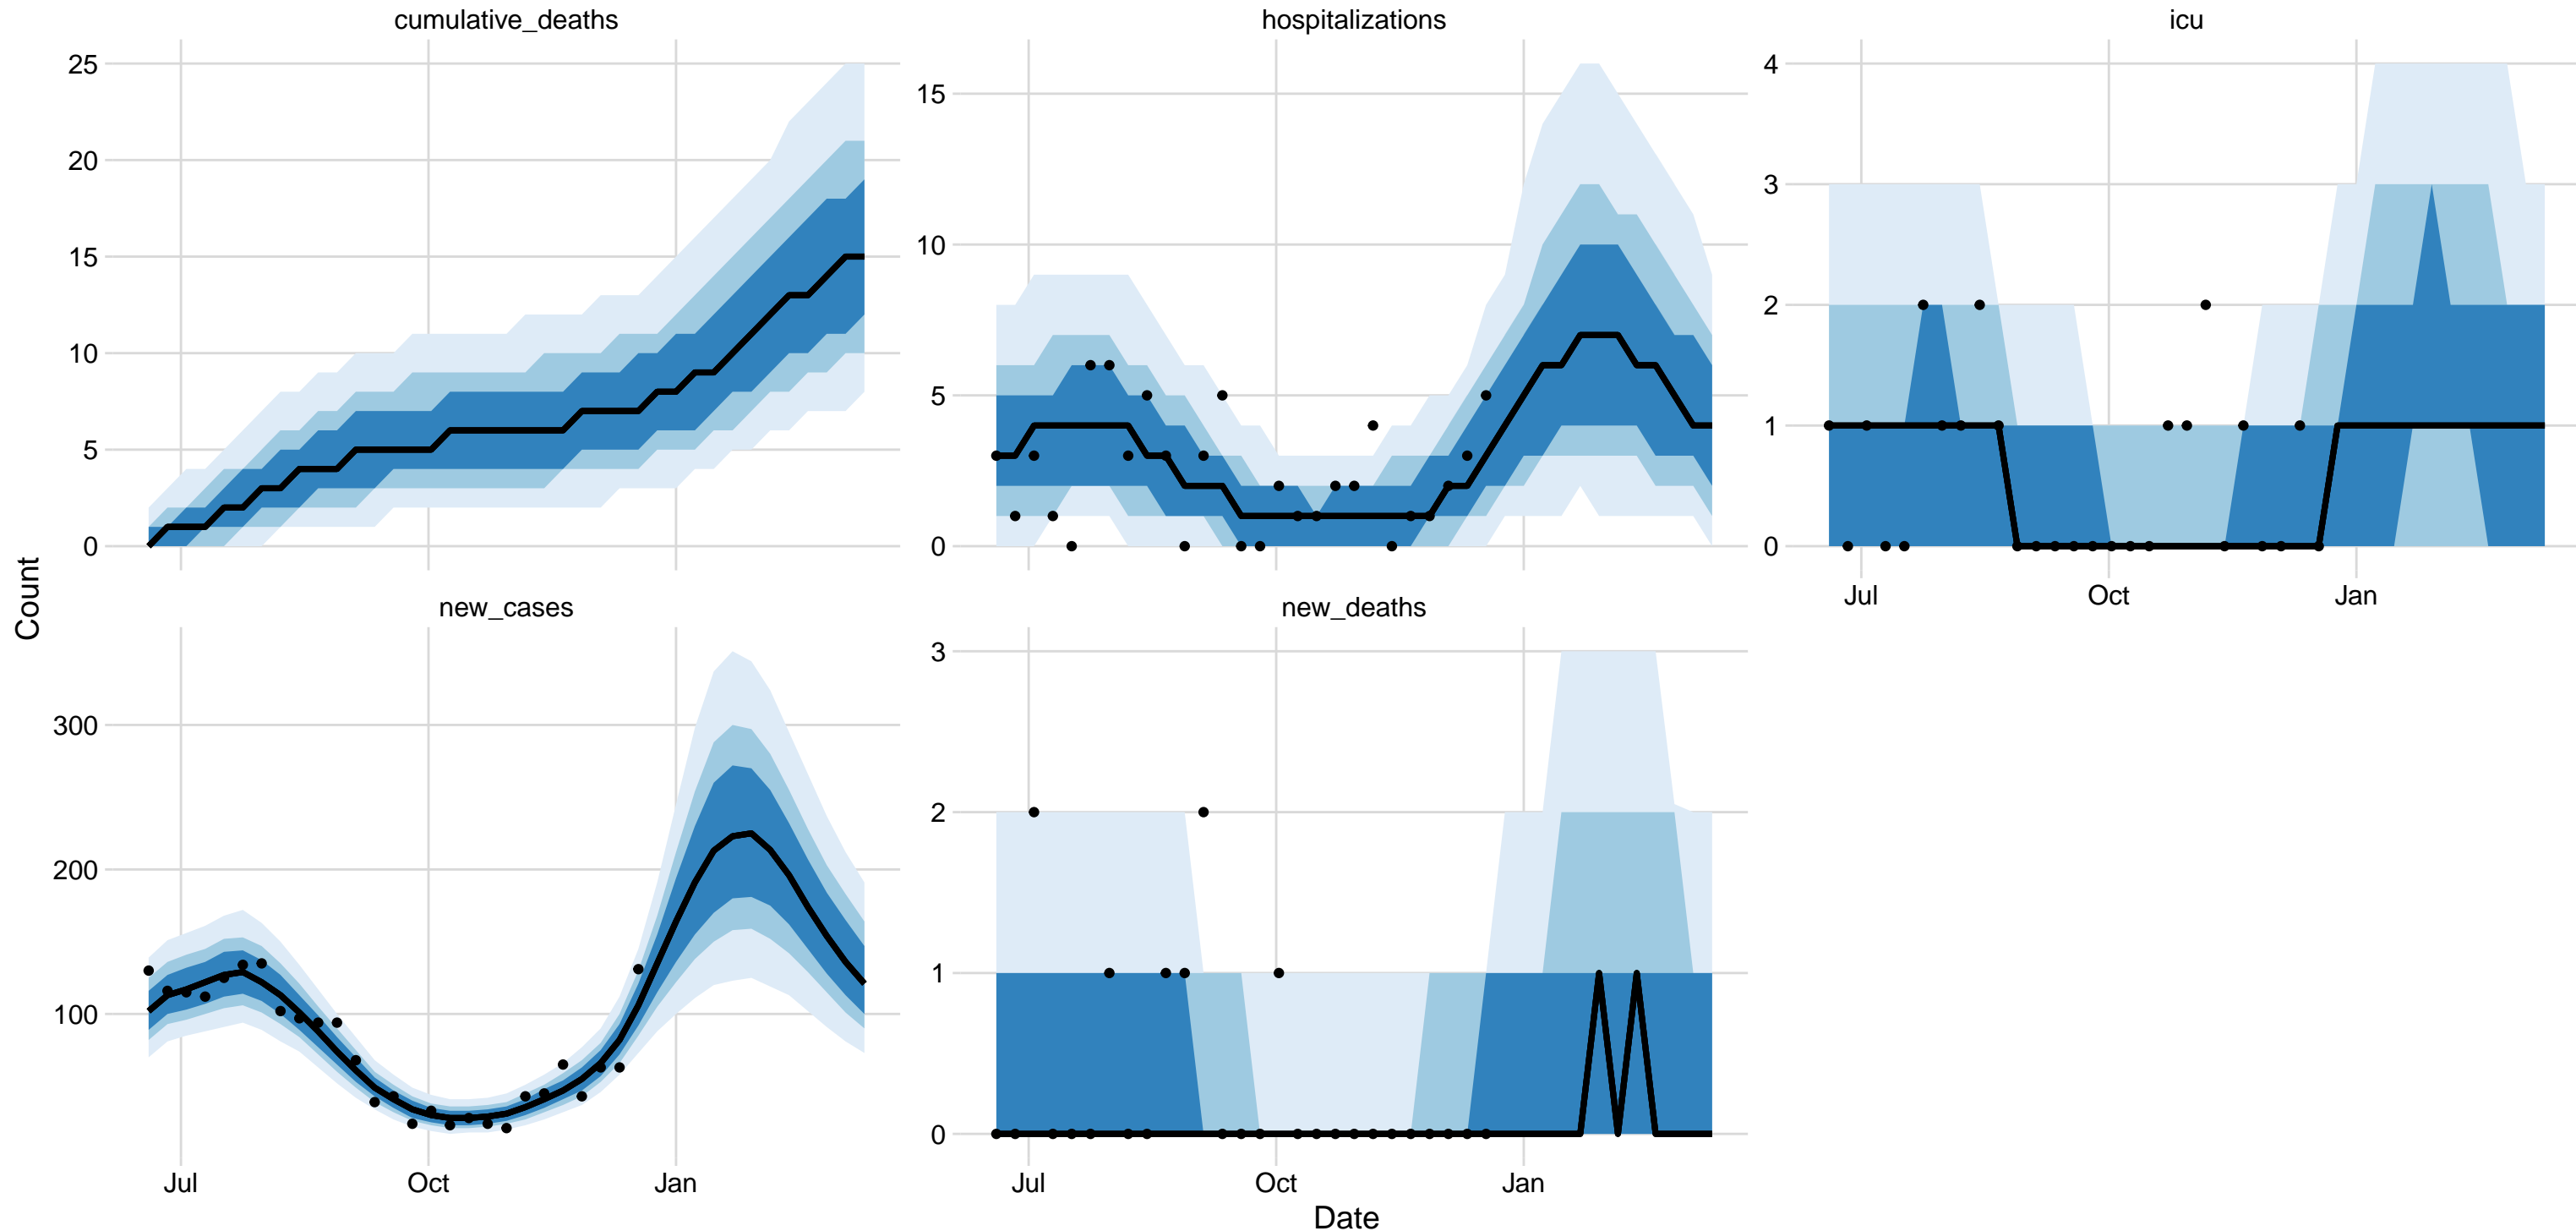 cumulative_deaths
hospitalizations
icu
25
20
15
10
5
0
15
10
5
0
4
3
2
1
0
Jul Oct Jan
Count
new_cases
new_deaths
300
200
100
3
2
1
0
Jul Oct Jan
Jul Oct Jan
Date